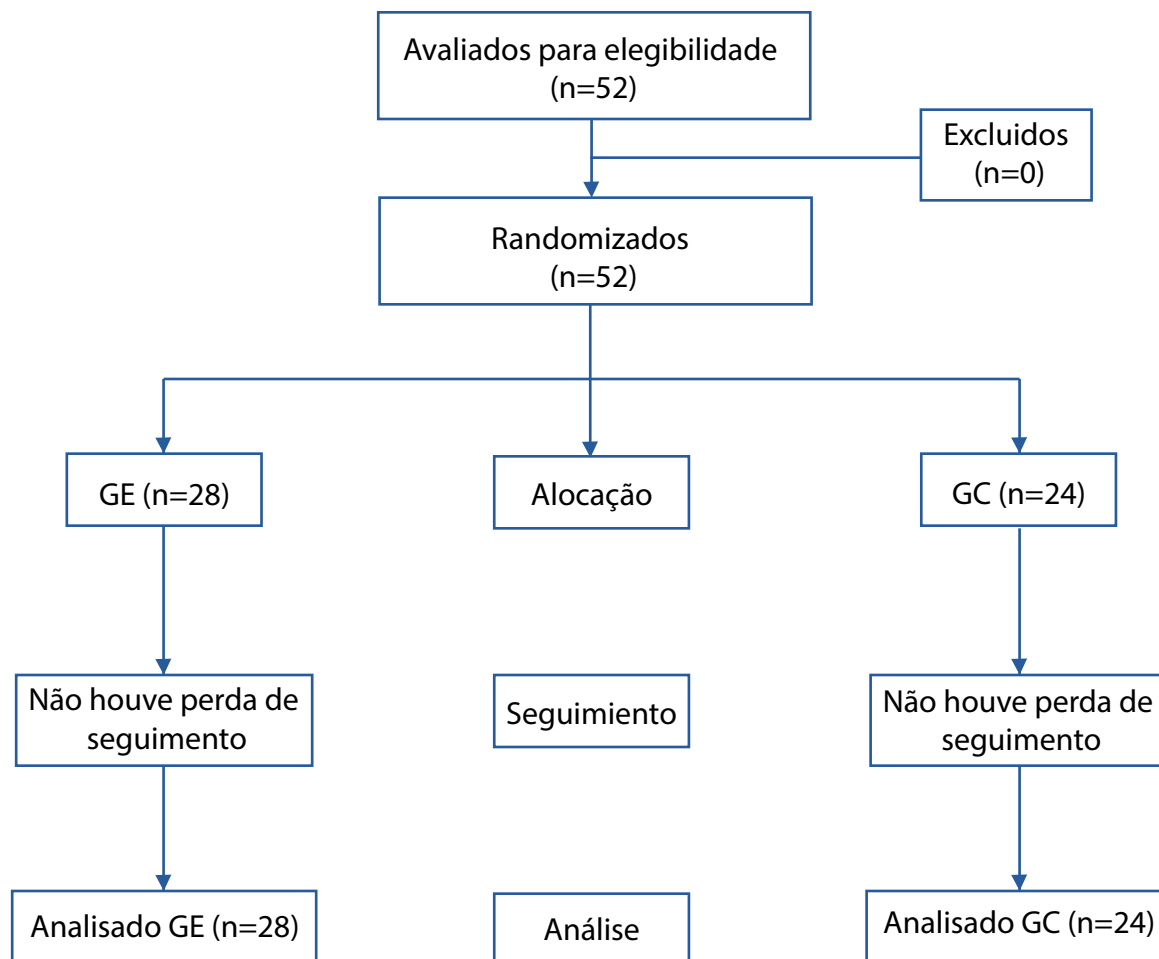 Avaliados para elegibilidade
(n=52)
Excluidos
(n=0)
Randomizados
(n=52)
GE (n=28)
Alocação
GC (n=24)
Não houve perda de
seguimento
Seguimiento
Não houve perda de
seguimento
Analisado GE (n=28)
Análise
Analisado GC (n=24)